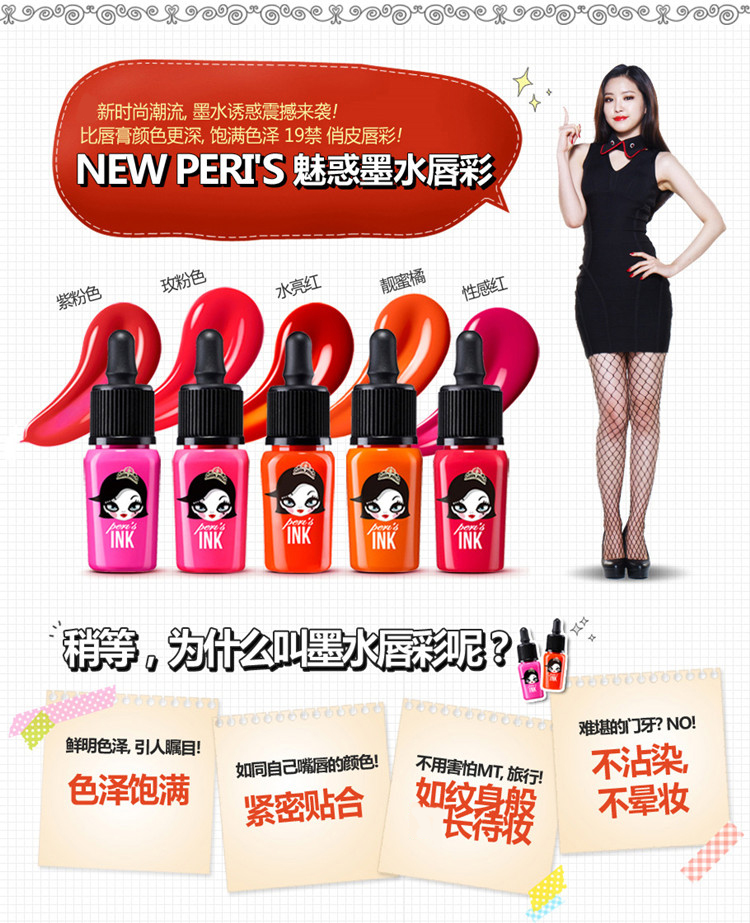 新时尚潮流, 墨水诱惑震撼来袭!
比唇膏颜色更深, 饱满色泽 19禁 俏皮唇彩!
NEW PERI'S 魅惑墨水唇彩
紫粉色
玫粉色
水亮红
靓蜜橘
性感红
peri's
INK
peri's
INK
peri's
INK
peri's
INK
peri's
INK
稍等，为什么叫墨水唇彩呢？
鲜明色泽, 引人瞩目!
色泽饱满
如同自己嘴唇的颜色!
紧密贴合
不用害怕MT, 旅行!
如纹身般
长待妆
难堪的门牙? NO!
不沾染,
不晕妆